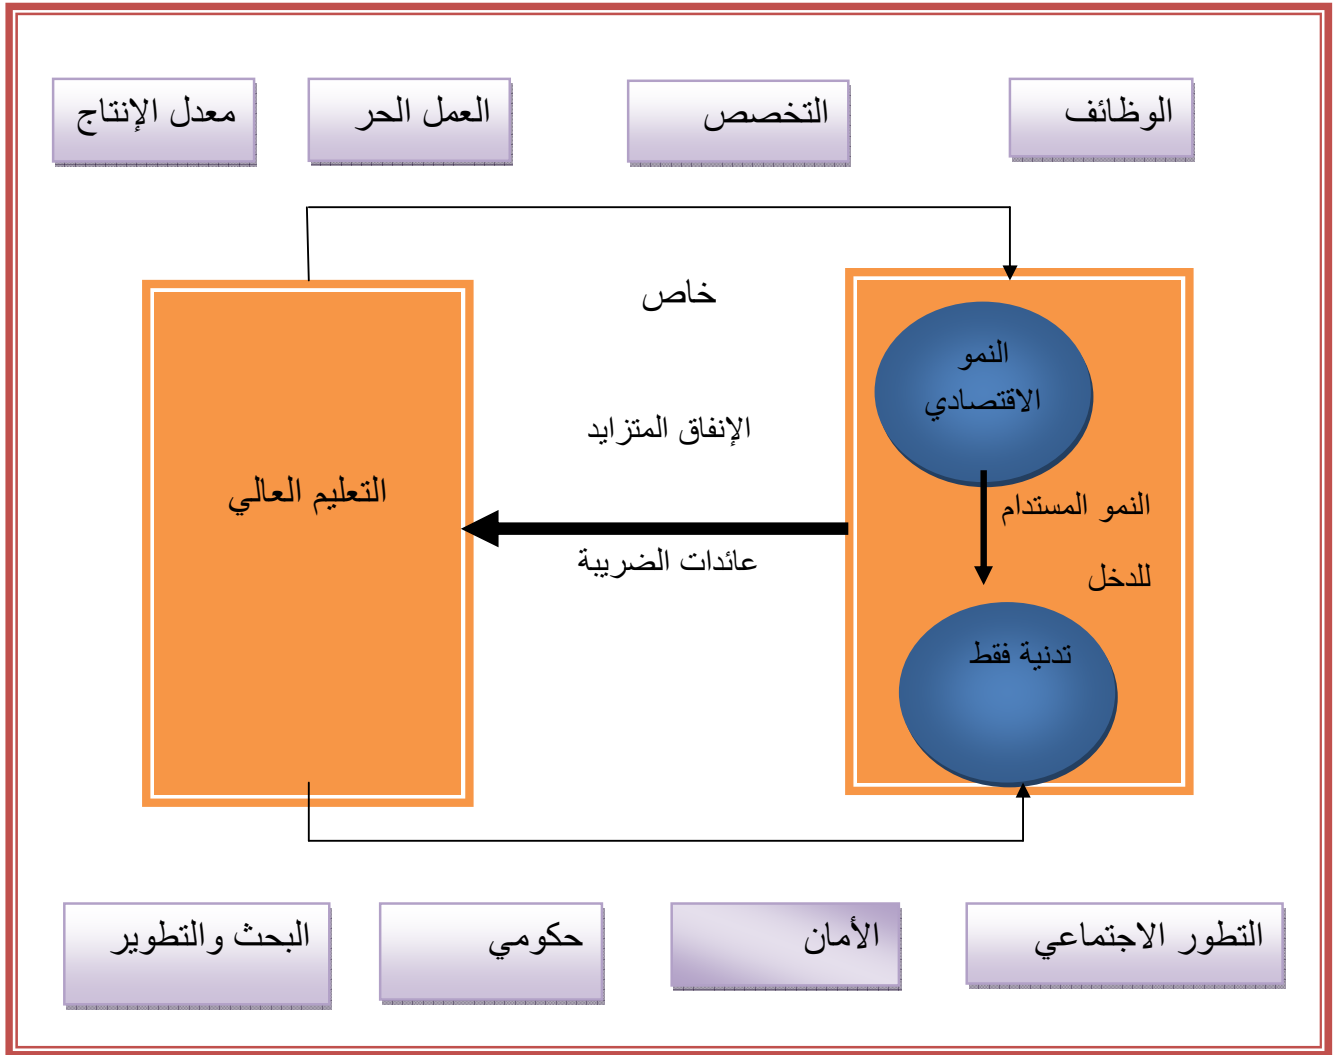 الوظائف
التخصص
العمل الحر
معدل الإنتاج
خاص
النمو
الاقتصادي
الإنفاق المتزايد
التعليم العالي
النمو المستدام
للدخل
عائدات الضريبة
تدنية فقط
التطور الاجتماعي
الأمان
حكومي
البحث والتطوير